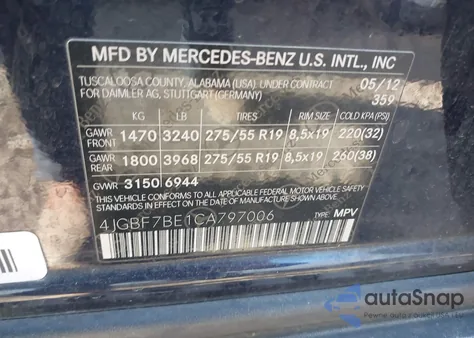 MFD BY MERCEDES-BENZ U.S. INTL., INC
TUSCALOOSA COUNTY, ALABAMA (USA) UNDER CONTRACT 05/12
FOR DAIMLER AG, STUTTGART (GERMANY) 359
KG LB TIRES RIM SIZE COLD KPA (PSI)
GAWR FRONT 1470 3240 275/55 R19 8,5x19 220(32)
GAWR REAR 1800 3968 275/55 R19 8,5x19 260(38)
GVWR 3150 6944
THIS VEHICLE CONFORMS TO ALL APPLICABLE FEDERAL MOTOR VEHICLE SAFETY
STANDARDS IN EFFECT ON THE DATE OF MANUFACTURE SHOWN ABOVE.
4JGBF7BE1CA797006 TYPE: MPV
autoSnap
Pewne auto z USA